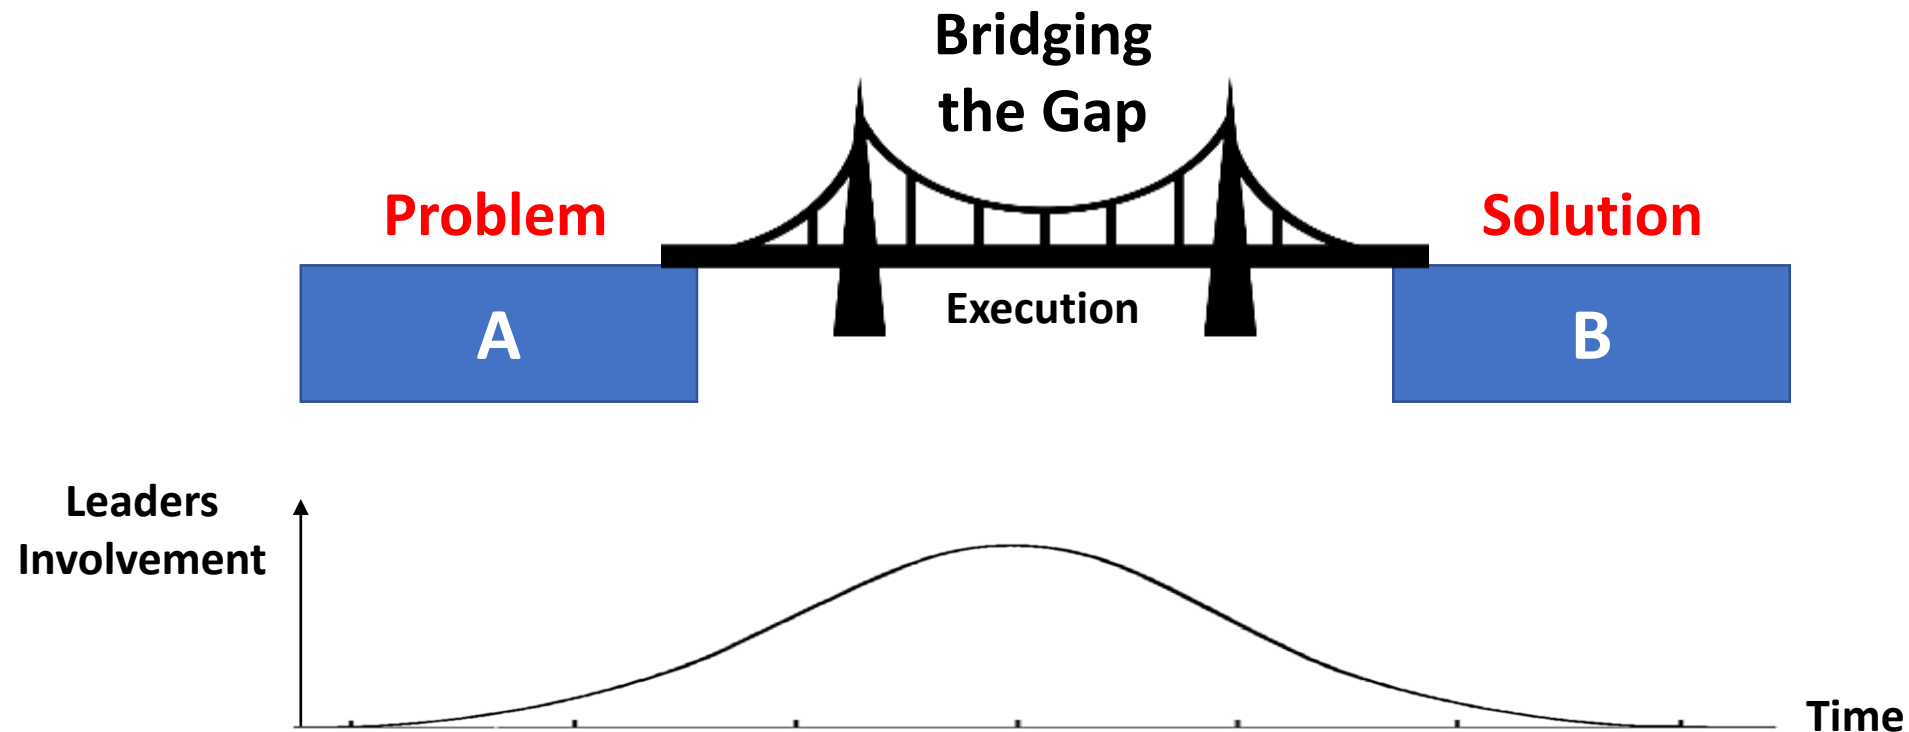 Bridging
the Gap
Problem
Solution
A
Execution
B
Leaders
Involvement
Time